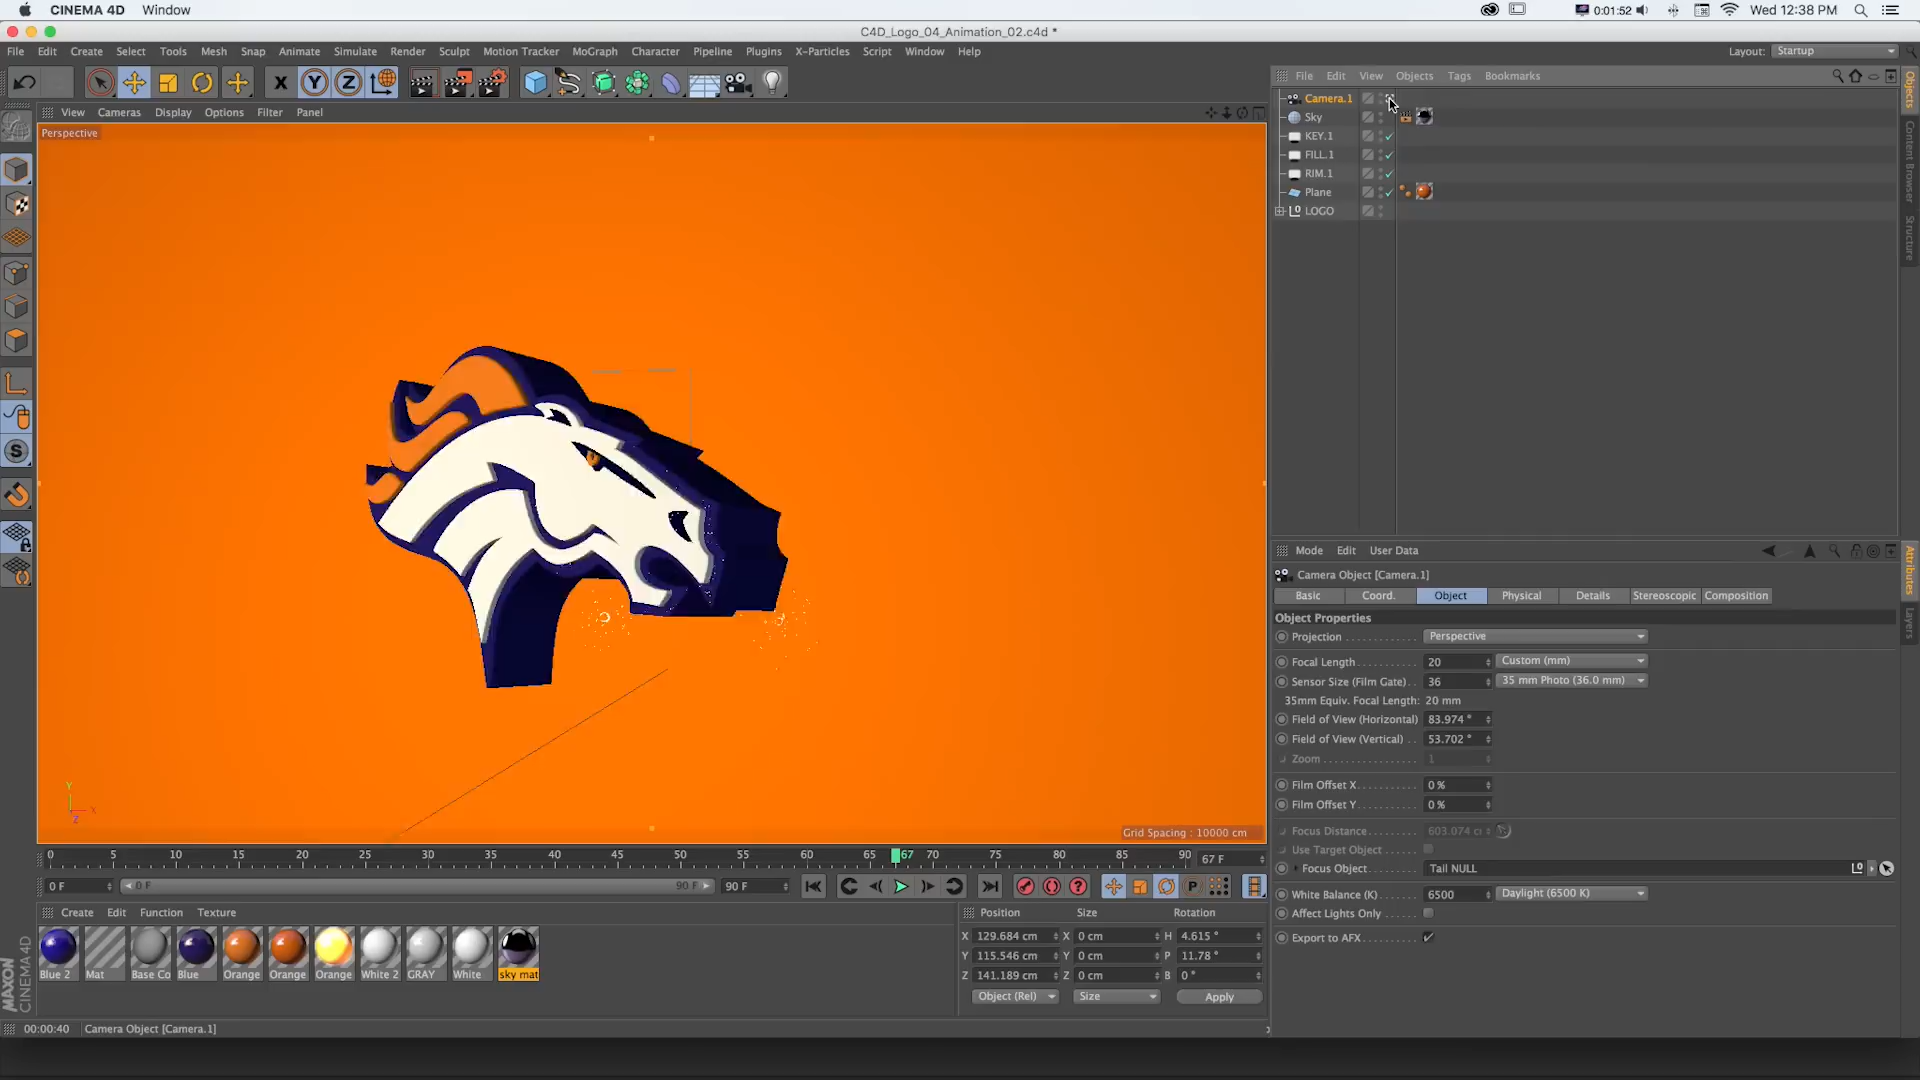 CINEMA 4D Window 0:01:52 Wed 12:38 PM
C4D_Logo_04_Animation_02.c4d *
File Edit Create Select Tools Mesh Snap Animate Simulate Render Sculpt Motion Tracker MoGraph Character Pipeline Plugins X-Particles Script Window Help Layout: Startup
X Y Z
File Edit View Objects Tags Bookmarks
View Cameras Display Options Filter Panel
Perspective
Camera.1
Sky
KEY.1
FILL.1
RIM.1
Plane
LOGO
Objects
Content Browser
Structure
Mode Edit User Data
Camera Object [Camera.1]
Basic Coord. Object Physical Details Stereoscopic Composition
Object Properties
Projection Perspective
Focal Length 20 Custom (mm)
Sensor Size (Film Gate) 36 35 mm Photo (36.0 mm)
35mm Equiv. Focal Length: 20 mm
Field of View (Horizontal) 83.974 °
Field of View (Vertical) 53.702 °
Zoom 1
Film Offset X 0 %
Film Offset Y 0 %
Focus Distance 603.074 c
Use Target Object
Focus Object Tail NULL
White Balance (K) 6500 Daylight (6500 K)
Affect Lights Only
Export to AFX
Attributes
Layers
Y
X
Z
Grid Spacing : 10000 cm
0 5 10 15 20 25 30 35 40 45 50 55 60 65 67 70 75 80 85 90 67 F
0 F 0 F 90 F 90 F
Create Edit Function Texture
Blue 2 Mat Base Co Blue Orange Orange Orange White 2 GRAY White sky mat
Position Size Rotation
X 129.684 cm X 0 cm H 4.615 °
Y 115.546 cm Y 0 cm P 11.78 °
Z 141.189 cm Z 0 cm B 0 °
Object (Rel) Size Apply
MAXON
CINEMA 4D
00:00:40 Camera Object [Camera.1]